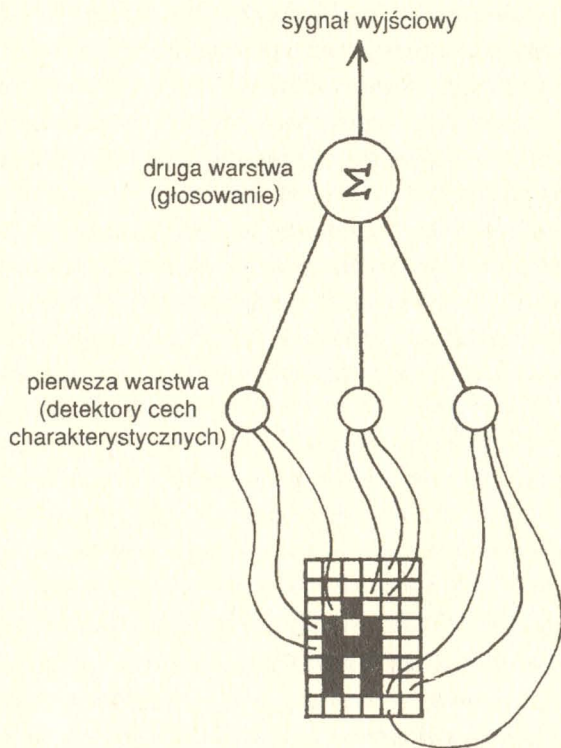 sygnał wyjściowy
druga warstwa
(głosowanie)
Σ
pierwsza warstwa
(detektory cech
charakterystycznych)